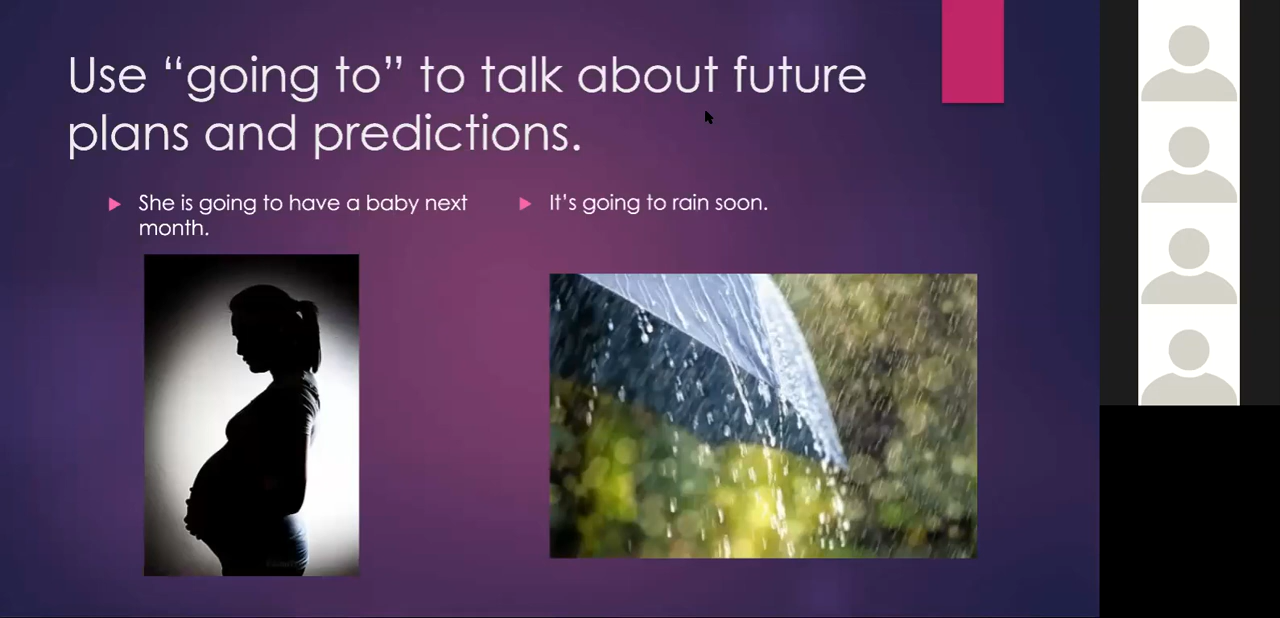 Use “going to” to talk about future
plans and predictions.
She is going to have a baby next
month.
It’s going to rain soon.